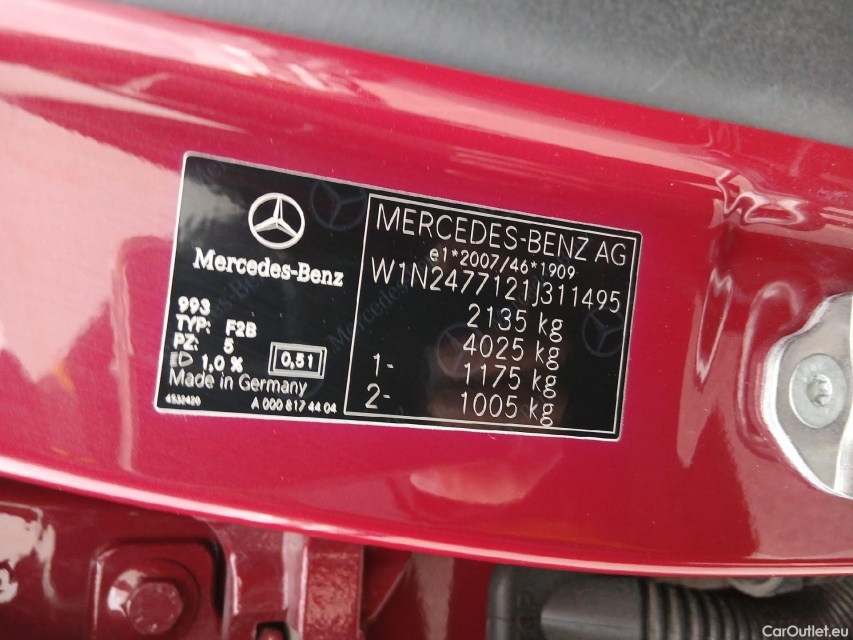 Mercedes-Benz
993
TYP: F2B
PZ: 5
1,0 %
0,51
Made in Germany
4532420
A 000 817 44 04
MERCEDES-BENZ AG
e1*2007/46*1909
W1N2477121J311495
2135 kg
4025 kg
1- 1175 kg
2- 1005 kg
CarOutlet.eu